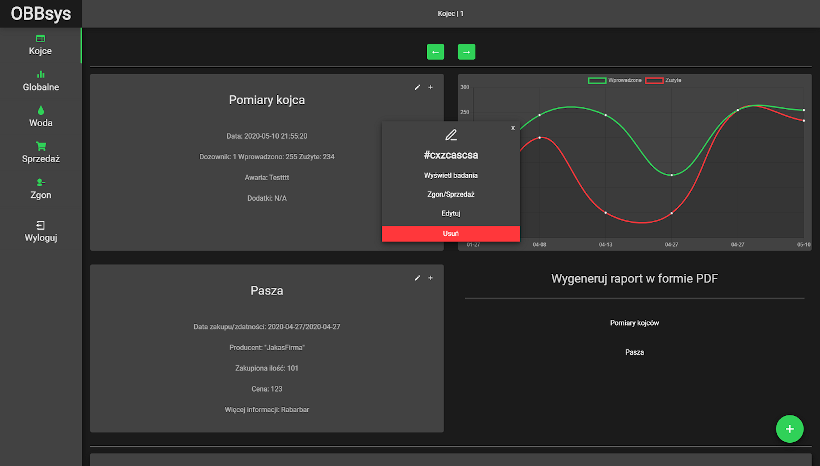 OBBsys
Kojec | 1
Kojce
Globalne
Woda
Sprzedaż
Zgon
Wyloguj
← →
Pomiary kojca
Data: 2020-05-10 21:55:20
Dozownik: 1 Wprowadzono: 255 Zużyte: 234
Awaria: Testttt
Dodatki: N/A
Wprowadzone Zużyte
300
250
01-27 04-08 04-13 04-27 04-27 05-10
x
#cxzcascsa
Wyświetl badania
Zgon/Sprzedaż
Edytuj
Usuń
Pasza
Data zakupu/zdatności: 2020-04-27/2020-04-27
Producent: "JakasFirma"
Zakupiona ilość: 101
Cena: 123
Więcej informacji: Rabarbar
Wygeneruj raport w formie PDF
Pomiary kojców
Pasza
+